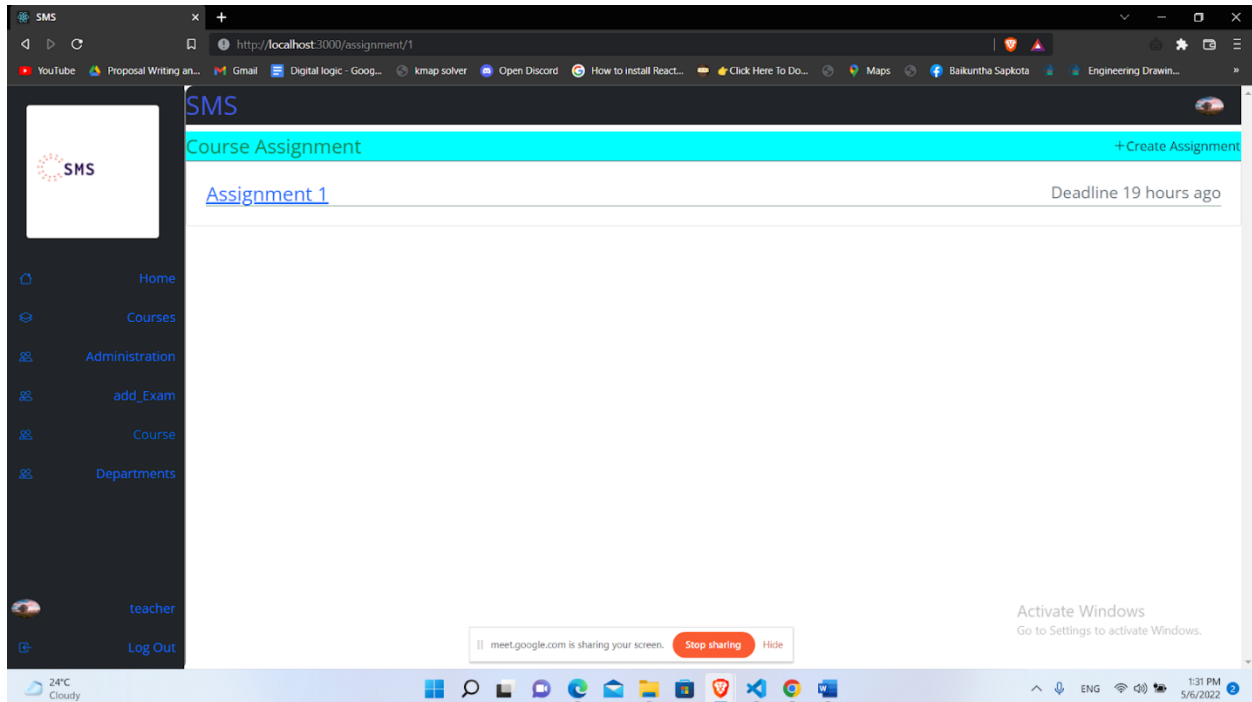 SMS
http://localhost:3000/assignment/1
YouTube Proposal Writing an... Gmail Digital logic - Goog... kmap solver Open Discord How to install React... Click Here To Do... Maps Baikuntha Sapkota Engineering Drawin... »
SMS
SMS
Course Assignment +Create Assignment
Assignment 1 Deadline 19 hours ago
Home
Courses
Administration
add_Exam
Course
Departments
teacher
Log Out
Activate Windows
Go to Settings to activate Windows.
meet.google.com is sharing your screen. Stop sharing Hide
24°C
Cloudy
ENG
1:31 PM
5/6/2022
2